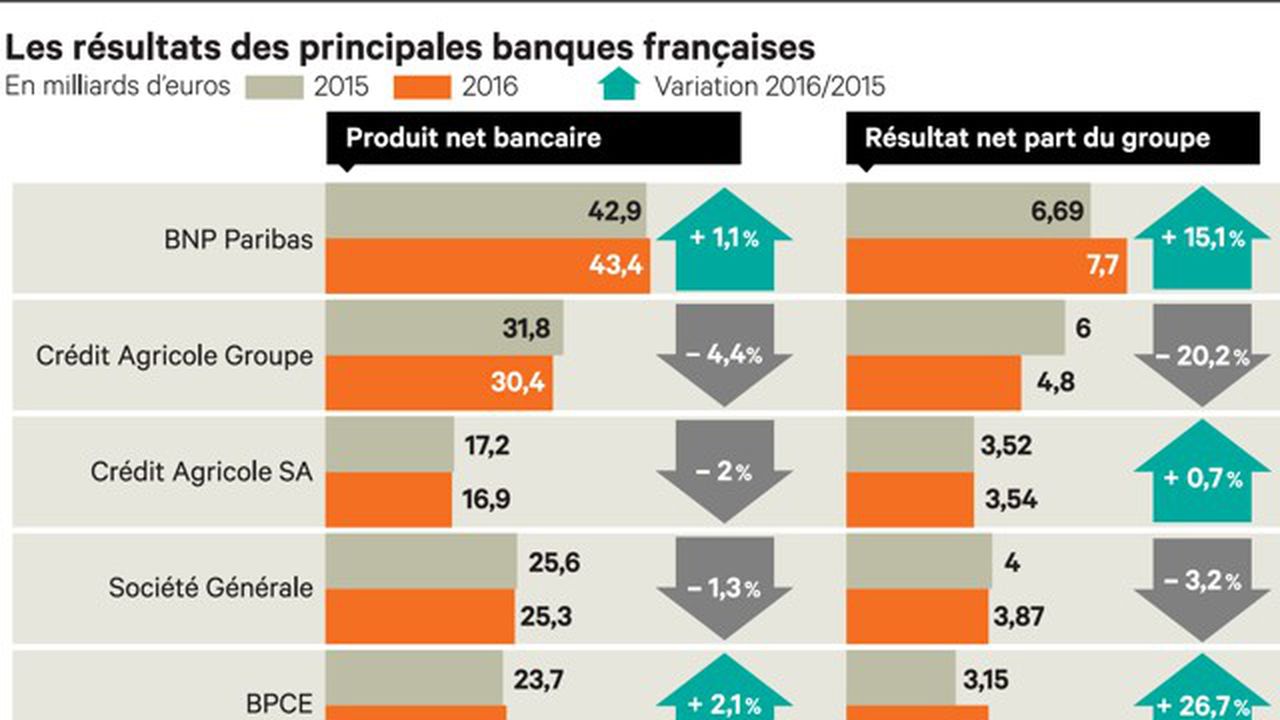 Les résultats des principales banques françaises
En milliards d'euros 2015 2016 Variation 2016/2015
Produit net bancaire Résultat net part du groupe
BNP Paribas 42,9 43,4 + 1,1% 6,69 7,7 + 15,1%
Crédit Agricole Groupe 31,8 30,4 – 4,4% 6 4,8 – 20,2%
Crédit Agricole SA 17,2 16,9 – 2% 3,52 3,54 + 0,7%
Société Générale 25,6 25,3 – 1,3% 4 3,87 – 3,2%
BPCE 23,7 + 2,1% 3,15 + 26,7%